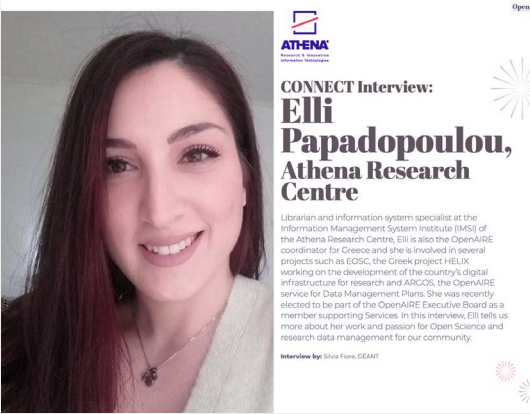 Open
ATHENA
Research & Innovation
Information Technologies
CONNECT Interview:
Elli
Papadopoulou,
Athena Research
Centre
Librarian and information system specialist at the
Information Management System Institute (IMSI) of
the Athena Research Centre, Elli is also the OpenAIRE
coordinator for Greece and she is involved in several
projects such as EOSC, the Greek project HELIX
working on the development of the country's digital
infrastructure for research and ARGOS, the OpenAIRE
service for Data Management Plans. She was recently
elected to be part of the OpenAIRE Executive Board as a
member supporting Services. In this interview, Elli tells us
more about her work and passion for Open Science and
research data management for our community.
Interview by: Silvia Fiore, GÉANT